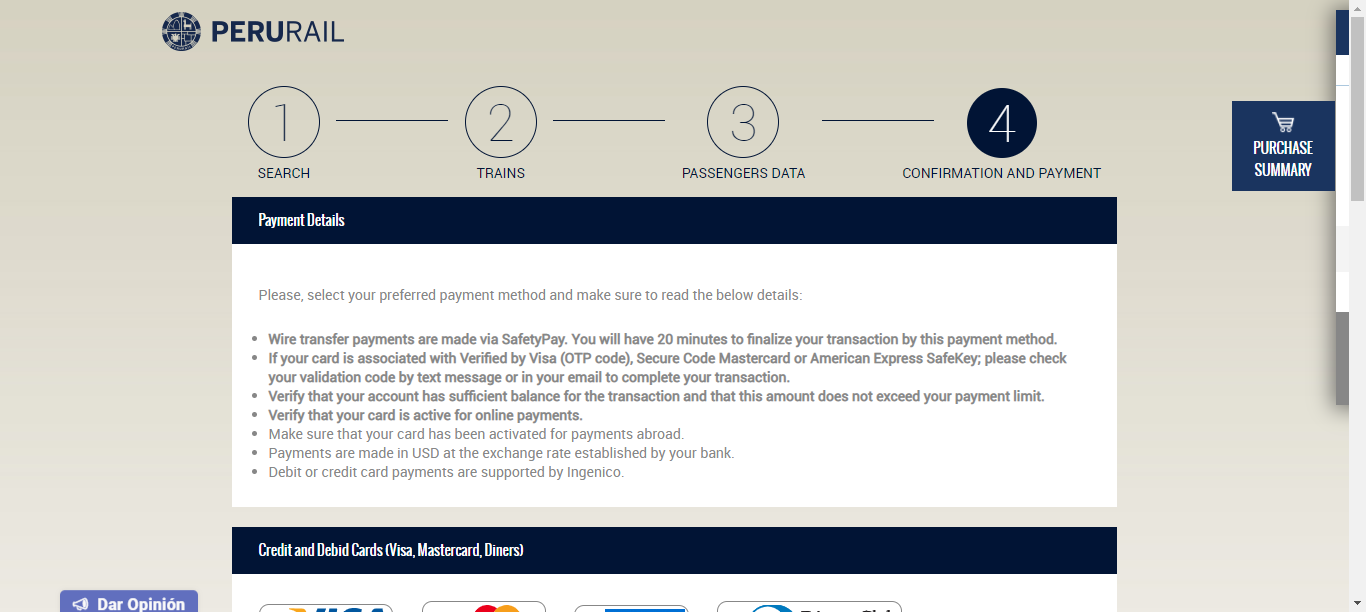 PERURAIL
1
2
3
4
SEARCH
TRAINS
PASSENGERS DATA
CONFIRMATION AND PAYMENT
PURCHASE
SUMMARY
Payment Details
Please, select your preferred payment method and make sure to read the below details:
Wire transfer payments are made via SafetyPay. You will have 20 minutes to finalize your transaction by this payment method.
If your card is associated with Verified by Visa (OTP code), Secure Code Mastercard or American Express SafeKey; please check
your validation code by text message or in your email to complete your transaction.
Verify that your account has sufficient balance for the transaction and that this amount does not exceed your payment limit.
Verify that your card is active for online payments.
Make sure that your card has been activated for payments abroad.
Payments are made in USD at the exchange rate established by your bank.
Debit or credit card payments are supported by Ingenico.
Credit and Debid Cards (Visa, Mastercard, Diners)
Dar Opinión
VISA